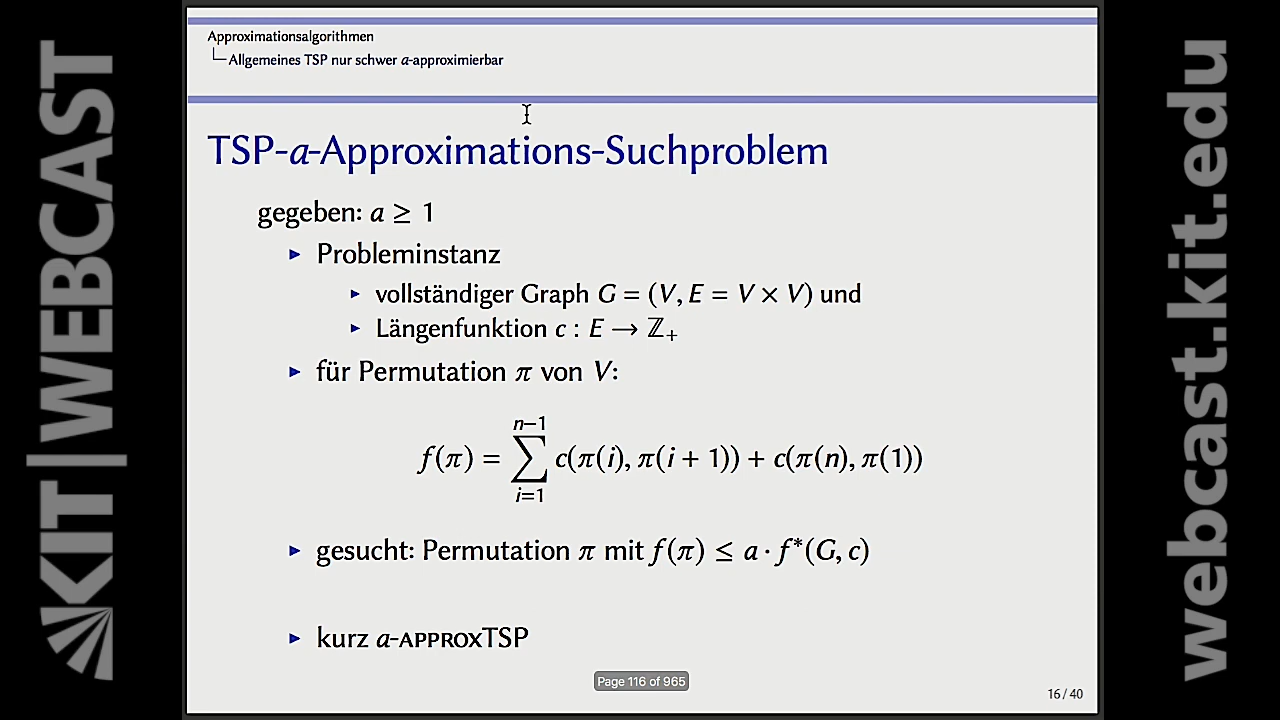 KIT WEBCAST
Approximationsalgorithmen
Allgemeines TSP nur schwer a-approximierbar
TSP-a-Approximations-Suchproblem
gegeben: a ≥ 1
▶ Probleminstanz
▶ vollständiger Graph G = (V, E = V × V) und
▶ Längenfunktion c : E → ℤ₊
▶ für Permutation π von V:
f(π) = ∑_{i=1}^{n−1} c(π(i), π(i + 1)) + c(π(n), π(1))
▶ gesucht: Permutation π mit f(π) ≤ a · f*(G, c)
▶ kurz a-APPROXTSP
Page 116 of 965
16 / 40
webcast.kit.edu